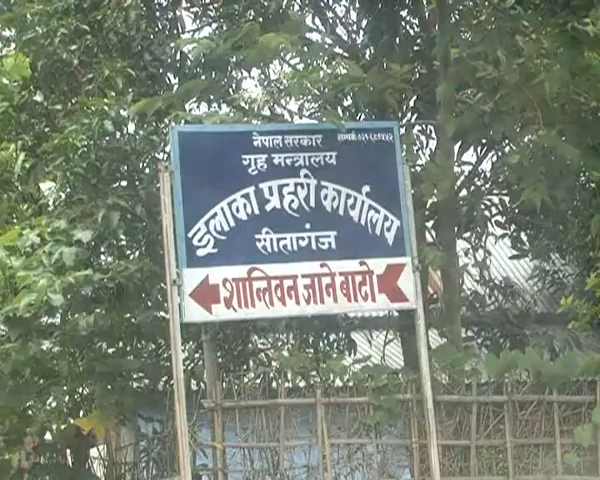 नेपाल सरकार
गृह मन्त्रालय
इलाका प्रहरी कार्यालय
सीतागंज
शान्तिवन जाने बाटो